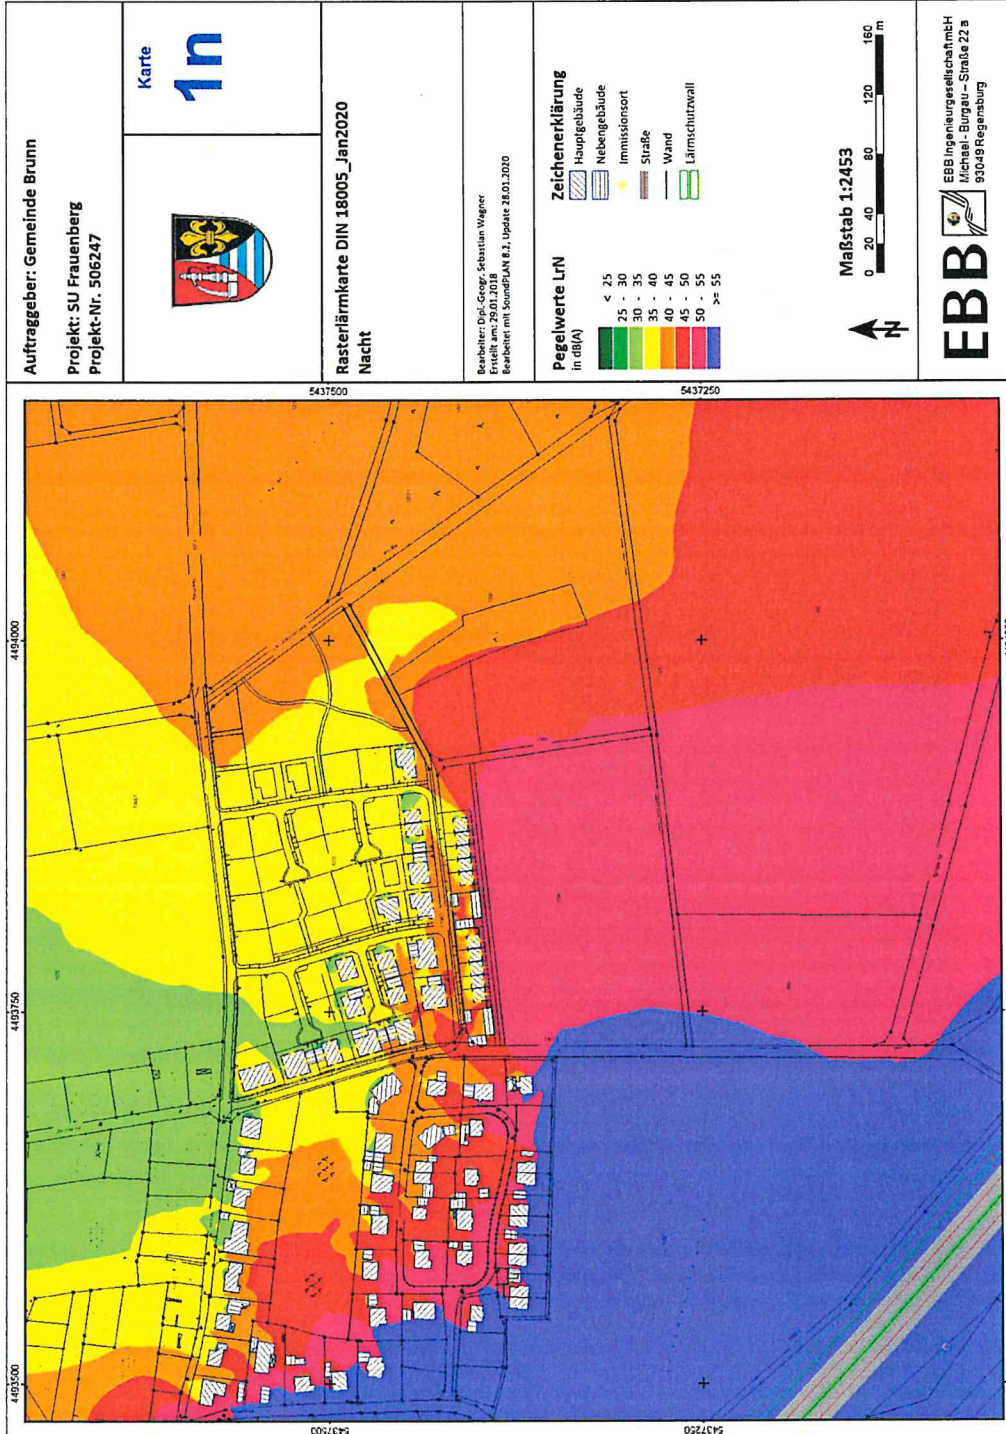 Auftraggeber: Gemeinde Brunn
Projekt: SU Frauenberg
Projekt-Nr. 506247
Karte
1n
Rasterlärmkarte DIN 18005_Jan2020
Nacht
Bearbeiter: Dipl.-Geogr. Sebastian Wagner
Erstellt am: 29.01.2018
Bearbeitet mit SoundPLAN 8.2, Update 28.01.2020
Pegelwerte LrN
in dB(A)
< 25
25 - 30
30 - 35
35 - 40
40 - 45
45 - 50
50 - 55
>= 55
Zeichenerklärung
Hauptgebäude
Nebengebäude
Immissionsort
Straße
Wand
Lärmschutzwall
N
Maßstab 1:2453
0 20 40 80 120 160
m
EBB
EBB Ingenieurgesellschaft mbH
Michael - Burgau - Straße 22 a
93049 Regensburg
4493500
4493750
4494000
5437500
5437250
5437500
5437250